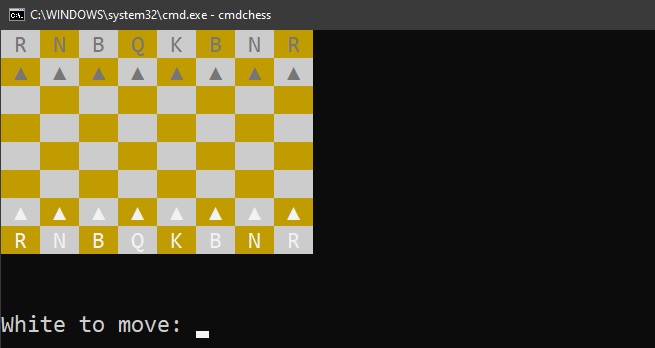 C:\WINDOWS\system32\cmd.exe - cmdchess
R N B Q K B N R
▲ ▲ ▲ ▲ ▲ ▲ ▲ ▲
▲ ▲ ▲ ▲ ▲ ▲ ▲ ▲
R N B Q K B N R
White to move: